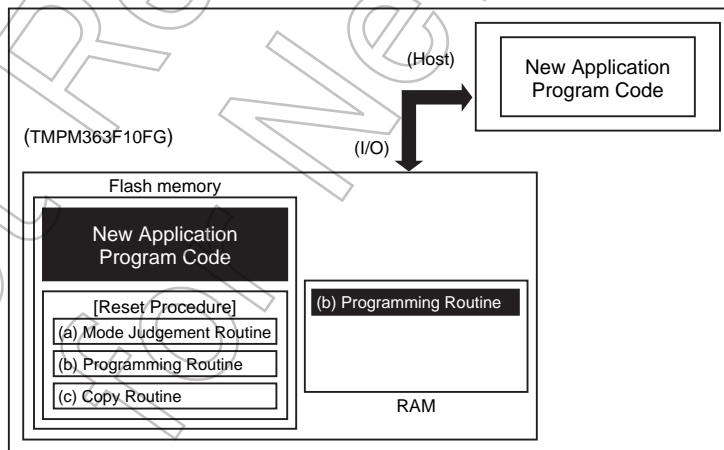 (Host)
New Application
Program Code
(TMPM363F10FG)
(I/O)
Flash memory
New Application
Program Code
[Reset Procedure]
(a) Mode Judgement Routine
(b) Programming Routine
(c) Copy Routine
(b) Programming Routine
RAM